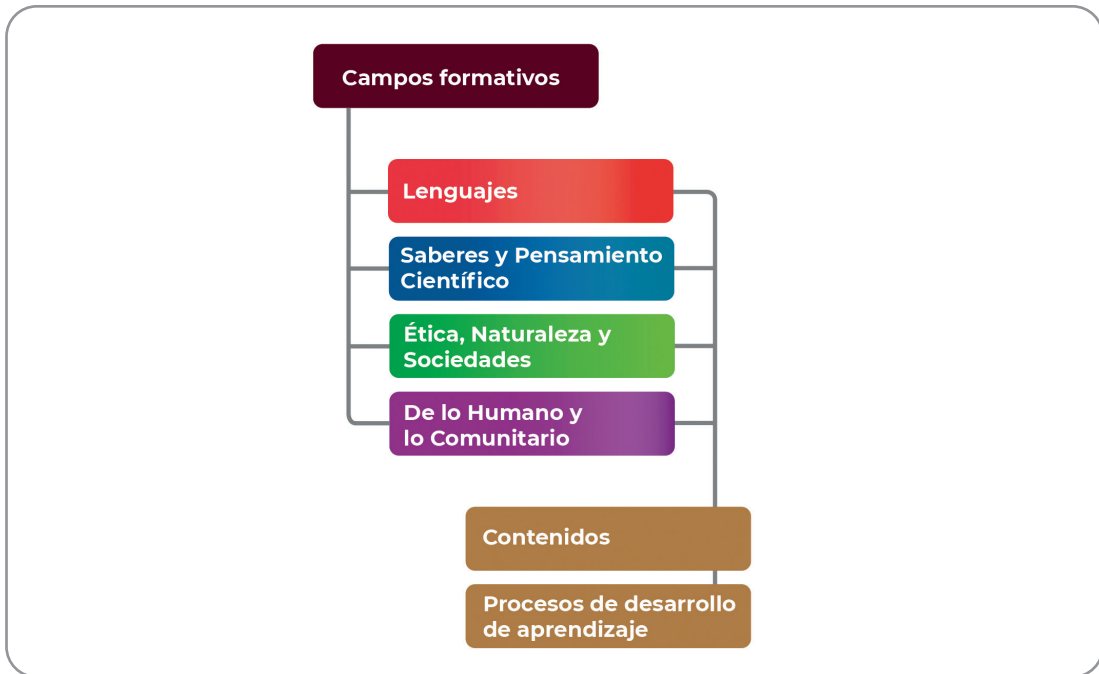 Campos formativos
Lenguajes
Saberes y Pensamiento
Científico
Ética, Naturaleza y
Sociedades
De lo Humano y
lo Comunitario
Contenidos
Procesos de desarrollo
de aprendizaje